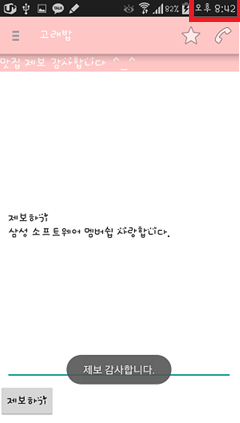 82% 오후 8:42
고래밥
맛집 제보 감사합니다 ^_^
제보하기
삼성 소프트웨어 멤버쉽 사랑합니다.
제보 감사합니다.
제보하기